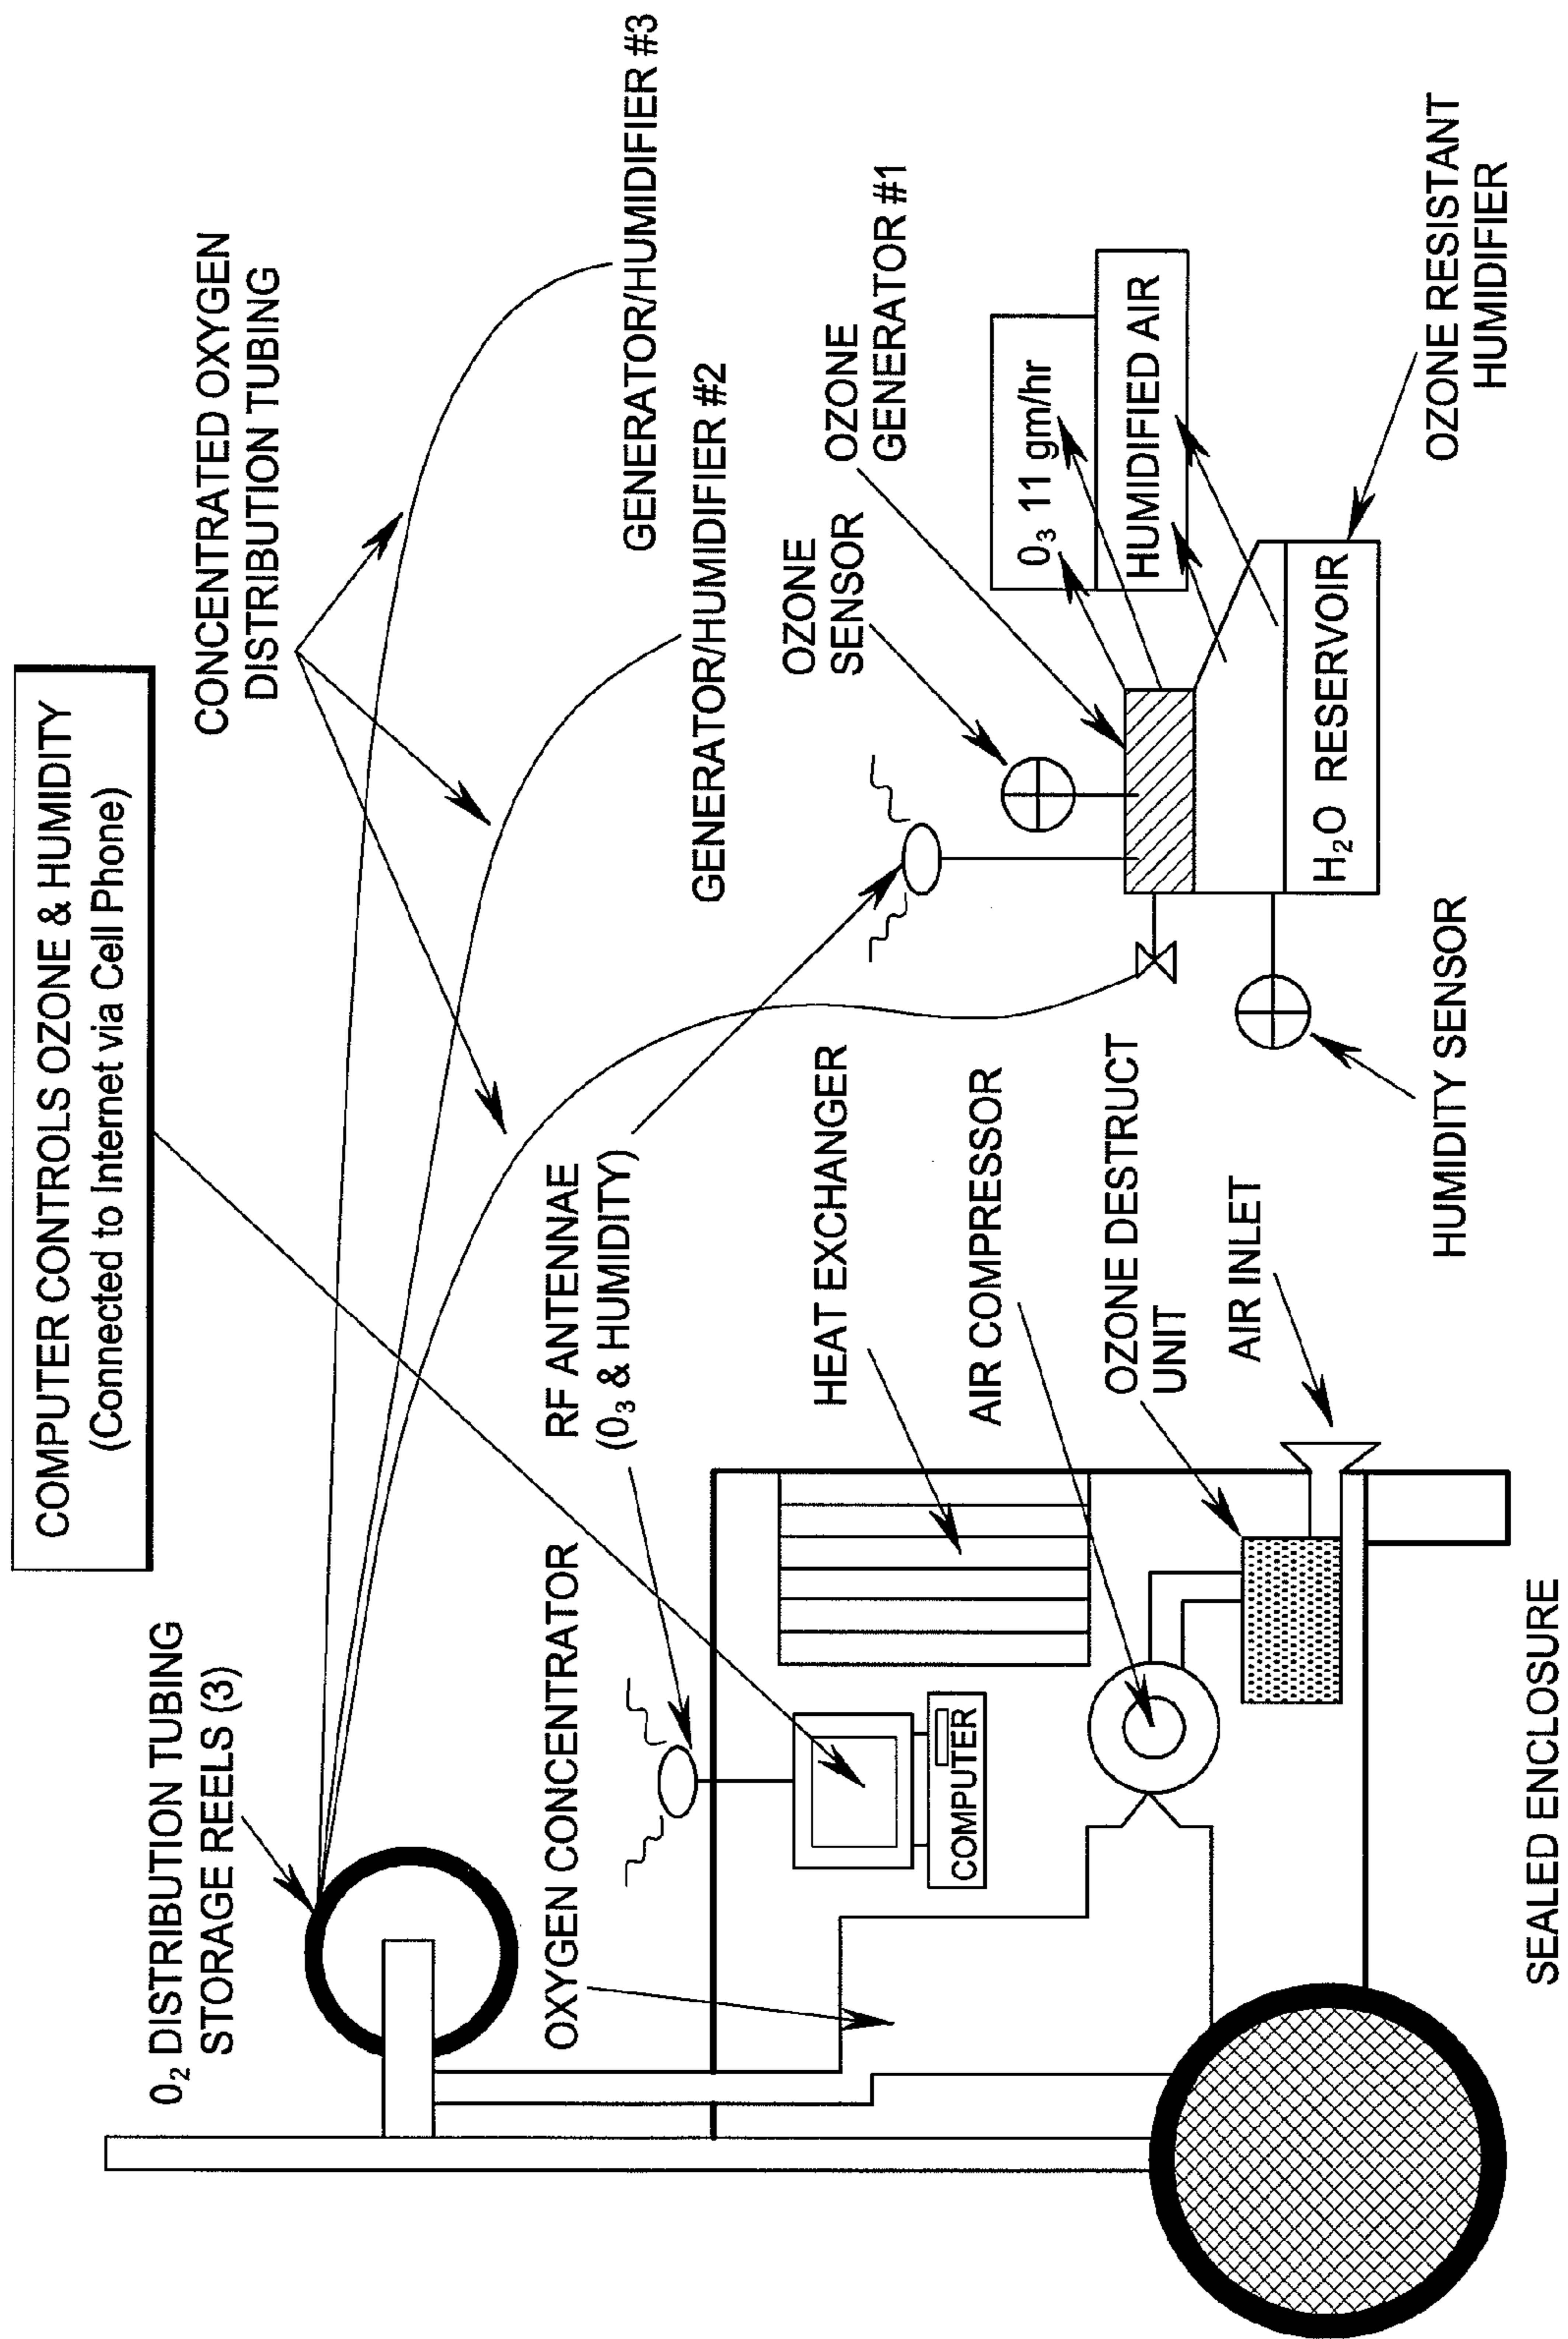 COMPUTER CONTROLS OZONE & HUMIDITY
(Connected to Internet via Cell Phone)
O₂ DISTRIBUTION TUBING
STORAGE REELS (3)
CONCENTRATED OXYGEN
DISTRIBUTION TUBING
GENERATOR/HUMIDIFIER #3
GENERATOR/HUMIDIFIER #2
OXYGEN CONCENTRATOR
RF ANTENNAE
(O₃ & HUMIDITY)
OZONE
SENSOR
OZONE
GENERATOR #1
O₃ 11 gm/hr
HUMIDIFIED AIR
HEAT EXCHANGER
AIR COMPRESSOR
COMPUTER
OZONE DESTRUCT
UNIT
AIR INLET
H₂O RESERVOIR
OZONE RESISTANT
HUMIDIFIER
HUMIDITY SENSOR
SEALED ENCLOSURE